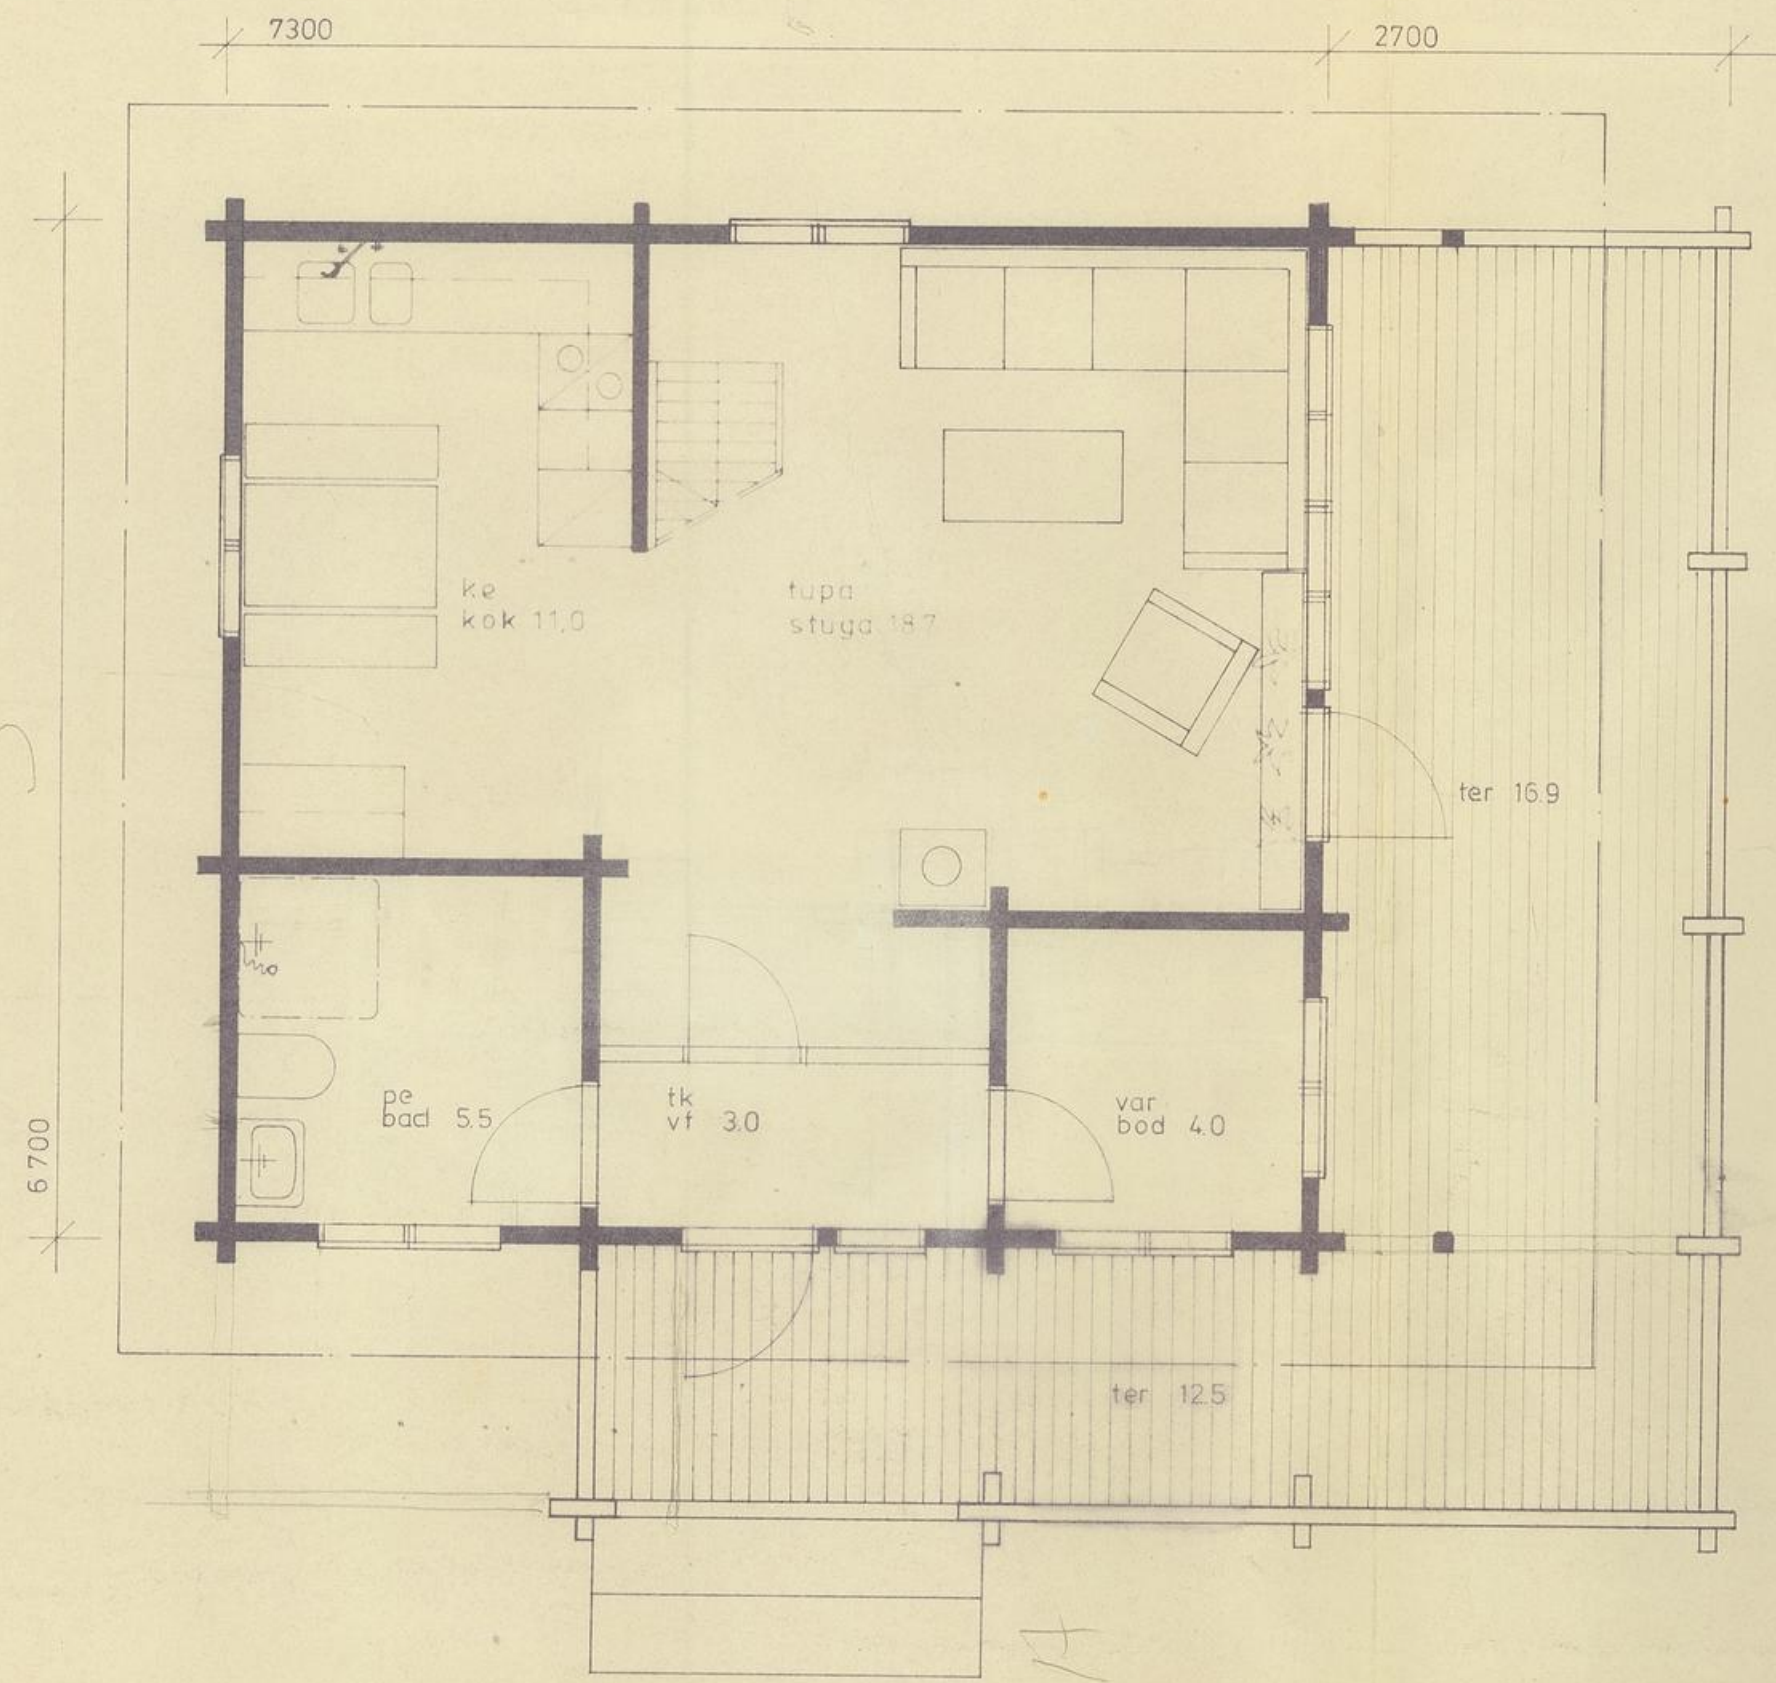 7300
2700
ke
kok 11,0
tupa
stuga 18.7
ter 16.9
pe
bad 5.5
tk
vf 3.0
var
bod 4.0
6700
ter 12.5